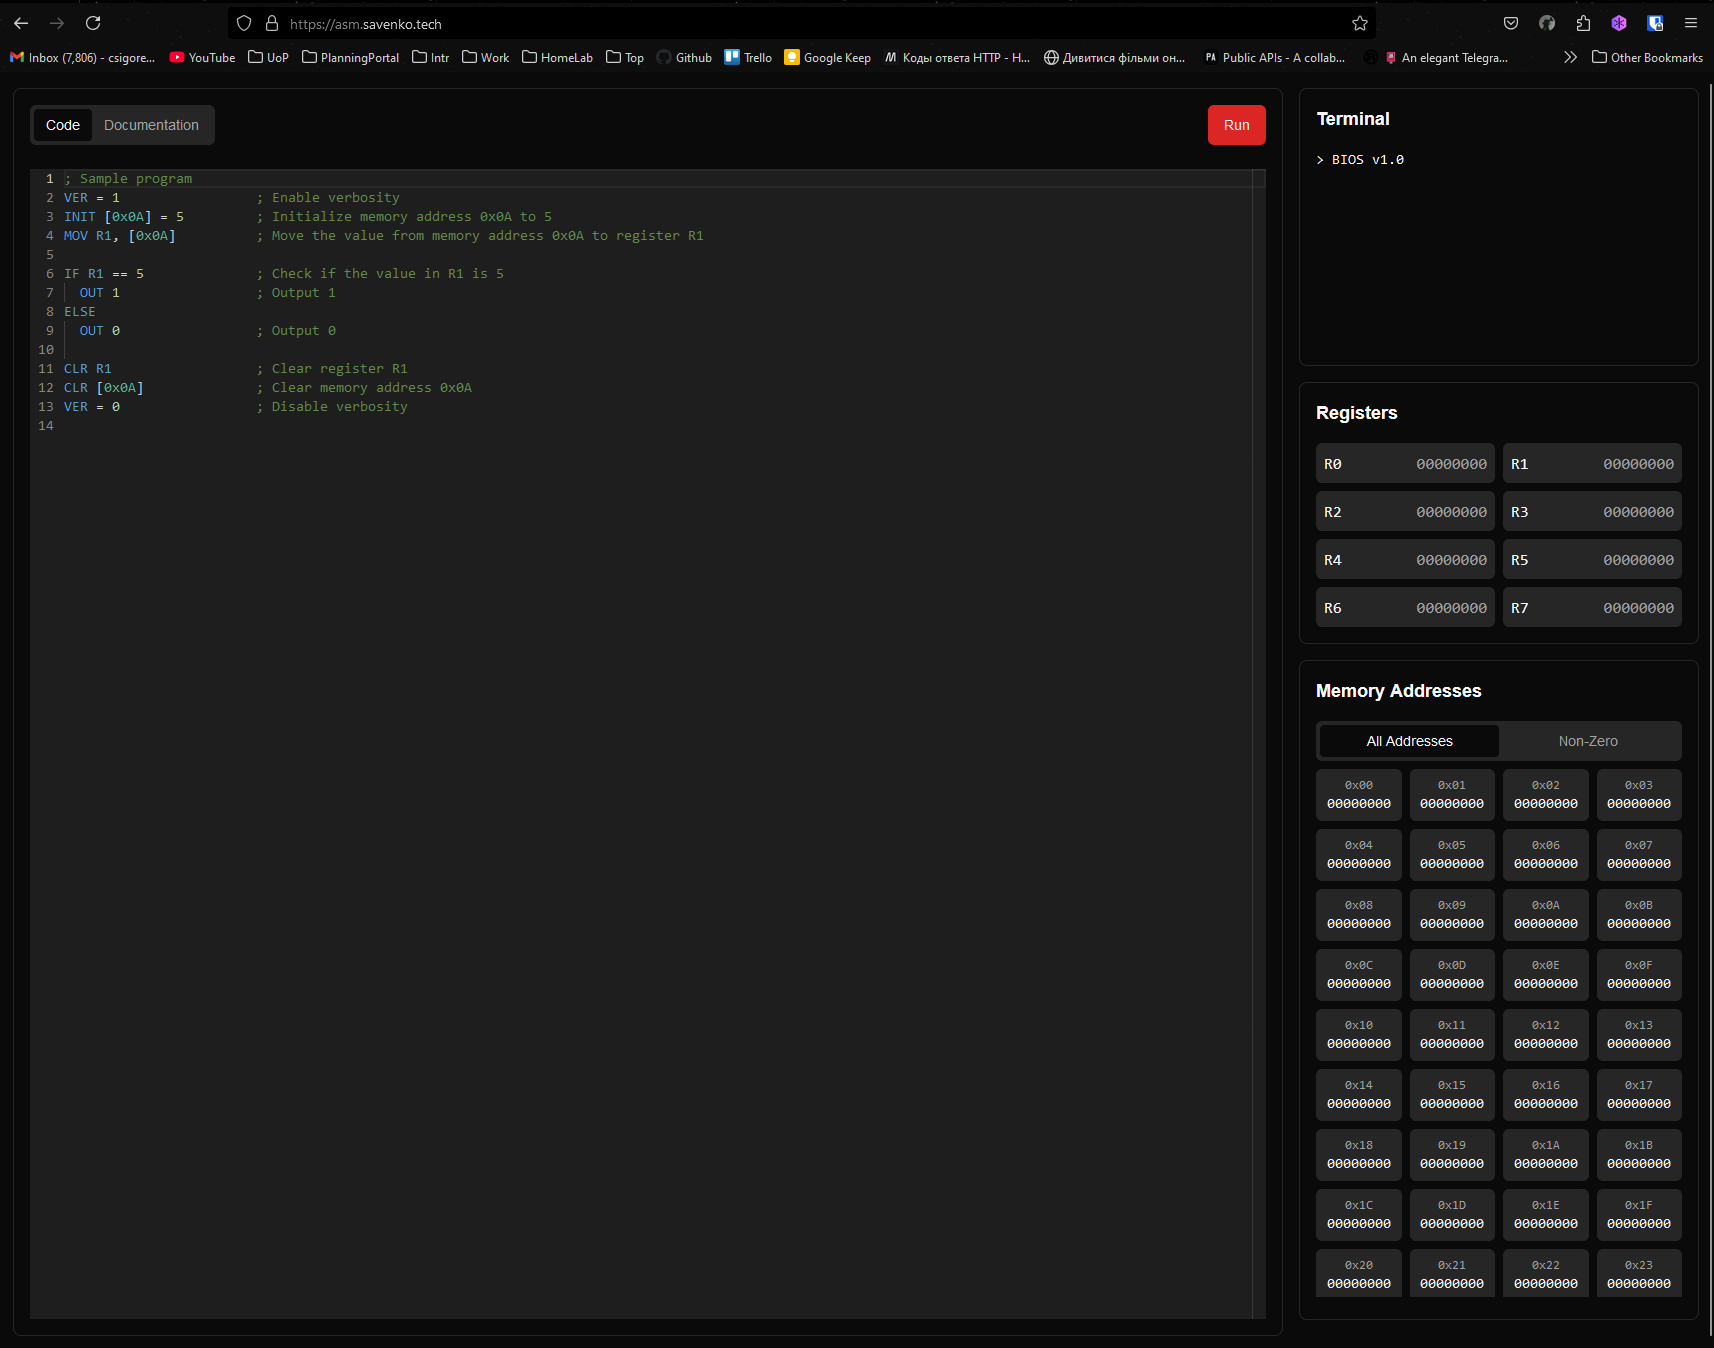 https://asm.savenko.tech
Inbox (7,806) - csigore... YouTube UoP PlanningPortal Intr Work HomeLab Top Github Trello Google Keep Коды ответа HTTP - Н... Дивитися фільми он... PA Public APIs - A collab... An elegant Telegra... Other Bookmarks
Code Documentation Run
1 ; Sample program
2 VER = 1 ; Enable verbosity
3 INIT [0x0A] = 5 ; Initialize memory address 0x0A to 5
4 MOV R1, [0x0A] ; Move the value from memory address 0x0A to register R1
5
6 IF R1 == 5 ; Check if the value in R1 is 5
7 OUT 1 ; Output 1
8 ELSE
9 OUT 0 ; Output 0
10
11 CLR R1 ; Clear register R1
12 CLR [0x0A] ; Clear memory address 0x0A
13 VER = 0 ; Disable verbosity
14
Terminal
> BIOS v1.0
Registers
R0 00000000 R1 00000000
R2 00000000 R3 00000000
R4 00000000 R5 00000000
R6 00000000 R7 00000000
Memory Addresses
All Addresses Non-Zero
0x00 0x01 0x02 0x03
00000000 00000000 00000000 00000000
0x04 0x05 0x06 0x07
00000000 00000000 00000000 00000000
0x08 0x09 0x0A 0x0B
00000000 00000000 00000000 00000000
0x0C 0x0D 0x0E 0x0F
00000000 00000000 00000000 00000000
0x10 0x11 0x12 0x13
00000000 00000000 00000000 00000000
0x14 0x15 0x16 0x17
00000000 00000000 00000000 00000000
0x18 0x19 0x1A 0x1B
00000000 00000000 00000000 00000000
0x1C 0x1D 0x1E 0x1F
00000000 00000000 00000000 00000000
0x20 0x21 0x22 0x23
00000000 00000000 00000000 00000000